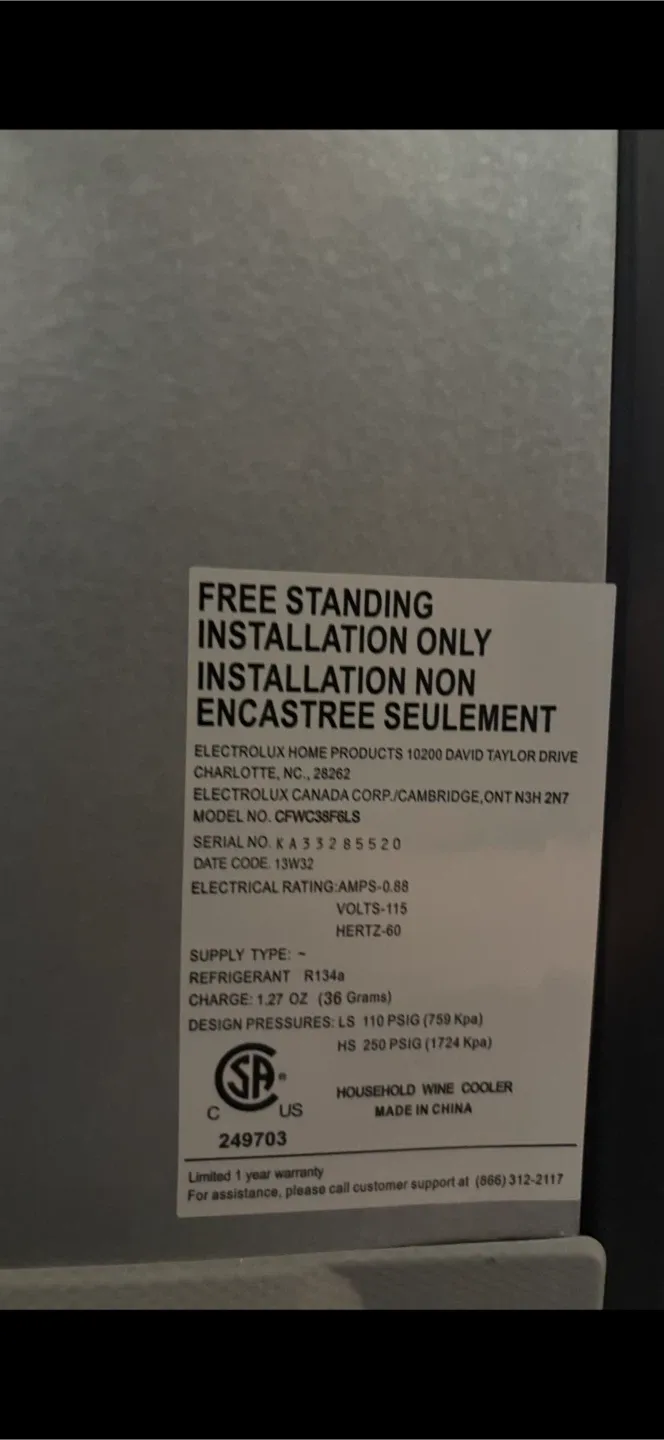 FREE STANDING
INSTALLATION ONLY
INSTALLATION NON
ENCASTREE SEULEMENT
ELECTROLUX HOME PRODUCTS 10200 DAVID TAYLOR DRIVE
CHARLOTTE, NC., 28262
ELECTROLUX CANADA CORP./CAMBRIDGE,ONT N3H 2N7
MODEL NO. CFWC38F6LS
SERIAL NO. K A 3 3 2 8 5 5 2 0
DATE CODE. 13W32
ELECTRICAL RATING:AMPS-0.88
VOLTS-115
HERTZ-60
SUPPLY TYPE: ~
REFRIGERANT R134a
CHARGE: 1.27 OZ (36 Grams)
DESIGN PRESSURES: LS 110 PSIG (759 Kpa)
HS 250 PSIG (1724 Kpa)
SA ®
C US
HOUSEHOLD WINE COOLER
MADE IN CHINA
249703
Limited 1 year warranty
For assistance, please call customer support at (866) 312-2117